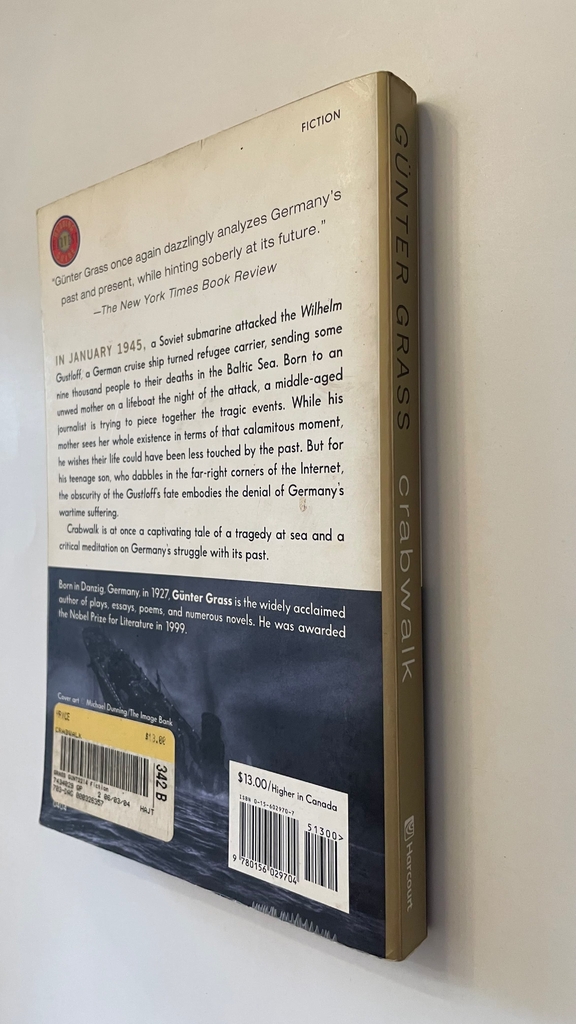 FICTION
"Günter Grass once again dazzlingly analyzes Germany's
past and present, while hinting soberly at its future."
—The New York Times Book Review
IN JANUARY 1945, a Soviet submarine attacked the Wilhelm
Gustloff, a German cruise ship turned refugee carrier, sending some
nine thousand people to their deaths in the Baltic Sea. Born to an
unwed mother on a lifeboat the night of the attack, a middle-aged
journalist is trying to piece together the tragic events. While his
mother sees her whole existence in terms of that calamitous moment,
he wishes their life could have been less touched by the past. But for
his teenage son, who dabbles in the far-right corners of the Internet,
the obscurity of the Gustloff's fate embodies the denial of Germany's
wartime suffering.
Crabwalk is at once a captivating tale of a tragedy at sea and a
critical meditation on Germany's struggle with its past.
Born in Danzig, Germany, in 1927, Günter Grass is the widely acclaimed
author of plays, essays, poems, and numerous novels. He was awarded
the Nobel Prize for Literature in 1999.
Cover art Michael Dunning/The Image Bank
PRICE
$13.00
CRABWALK
342 B
2 06/03/04 HAJT
$13.00/Higher in Canada
ISBN 0-15-602970-7
51300>
9 780156 029704
GÜNTER GRASS crabwalk
Harcourt